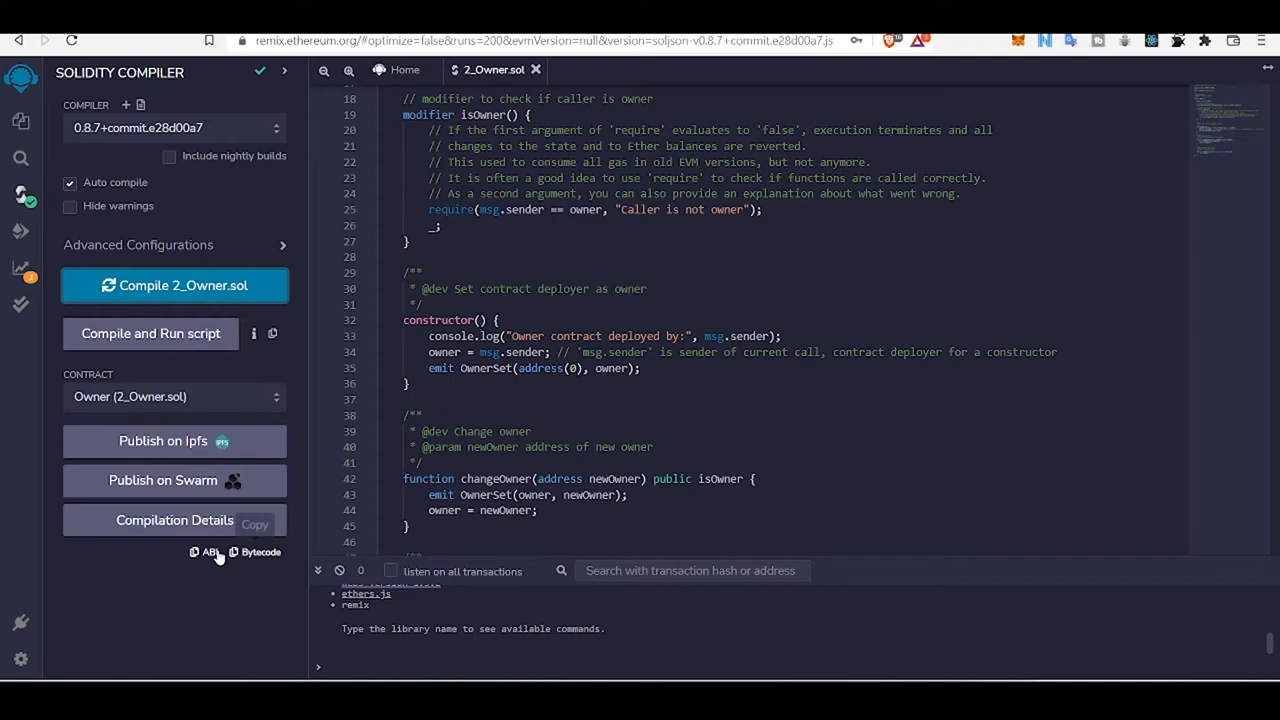 remix.ethereum.org/#optimize=false&runs=200&evmVersion=null&version=soljson-v0.8.7+commit.e28d00a7.js
SOLIDITY COMPILER
COMPILER
0.8.7+commit.e28d00a7
Include nightly builds
Auto compile
Hide warnings
Advanced Configurations
Compile 2_Owner.sol
Compile and Run script
CONTRACT
Owner (2_Owner.sol)
Publish on Ipfs
IPFS
Publish on Swarm
Compilation Details
Copy
ABI
Bytecode
2
Home
2_Owner.sol
18 // modifier to check if caller is owner
19 modifier isOwner() {
20 // If the first argument of 'require' evaluates to 'false', execution terminates and all
21 // changes to the state and to Ether balances are reverted.
22 // This used to consume all gas in old EVM versions, but not anymore.
23 // It is often a good idea to use 'require' to check if functions are called correctly.
24 // As a second argument, you can also provide an explanation about what went wrong.
25 require(msg.sender == owner, "Caller is not owner");
26 _;
27 }
28
29 /**
30 * @dev Set contract deployer as owner
31 */
32 constructor() {
33 console.log("Owner contract deployed by:", msg.sender);
34 owner = msg.sender; // 'msg.sender' is sender of current call, contract deployer for a constructor
35 emit OwnerSet(address(0), owner);
36 }
37
38 /**
39 * @dev Change owner
40 * @param newOwner address of new owner
41 */
42 function changeOwner(address newOwner) public isOwner {
43 emit OwnerSet(owner, newOwner);
44 owner = newOwner;
45 }
46
0
listen on all transactions
Search with transaction hash or address
• ethers.js
• remix
Type the library name to see available commands.
>